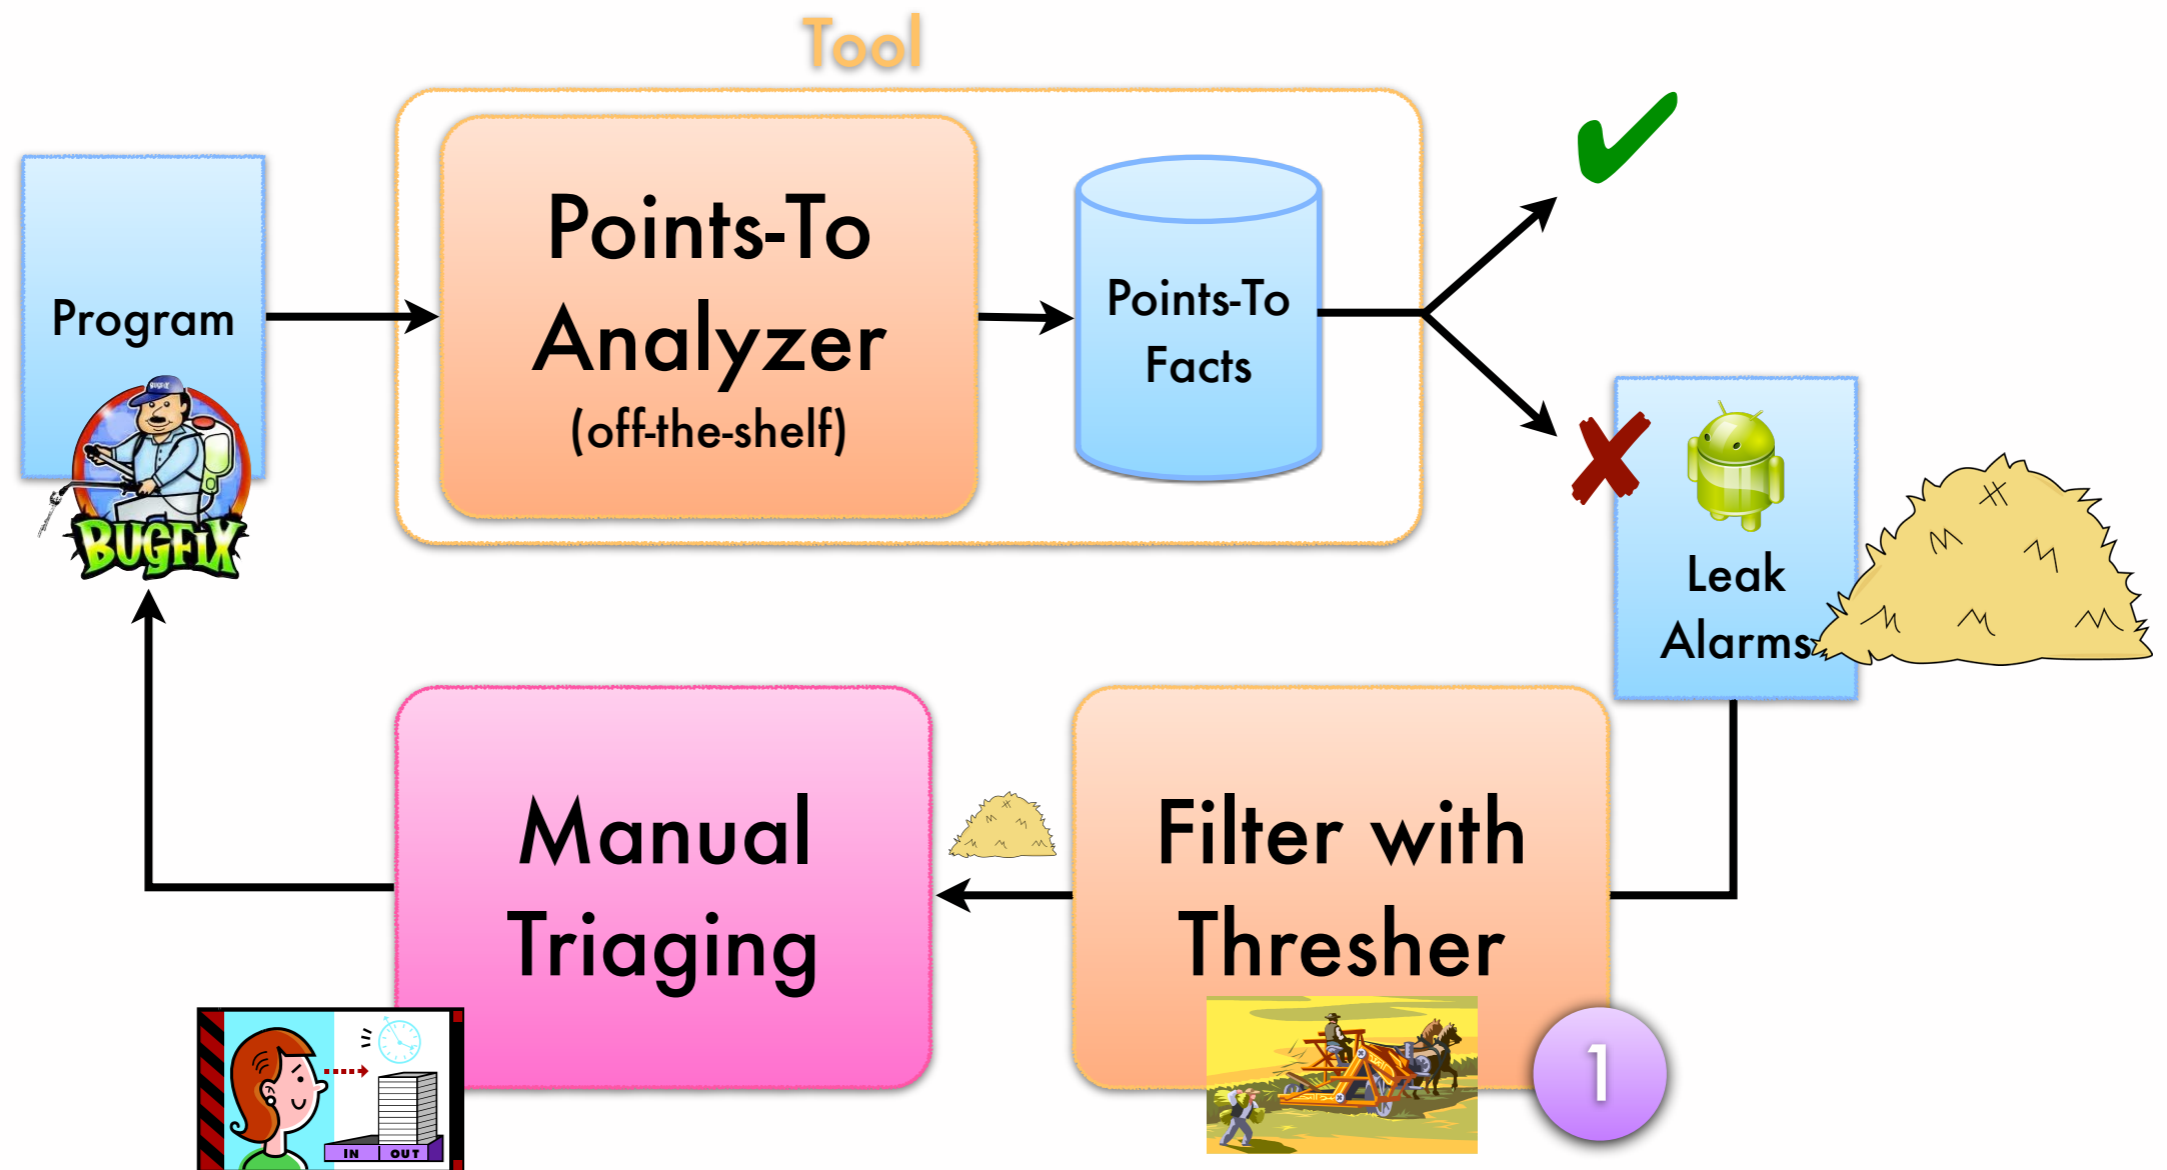 Tool
Program
BUGFIX
BUGFIX
Points-To
Analyzer
(off-the-shelf)
Points-To
Facts
Leak
Alarms
Manual
Triaging
Filter with
Thresher
IN OUT
1